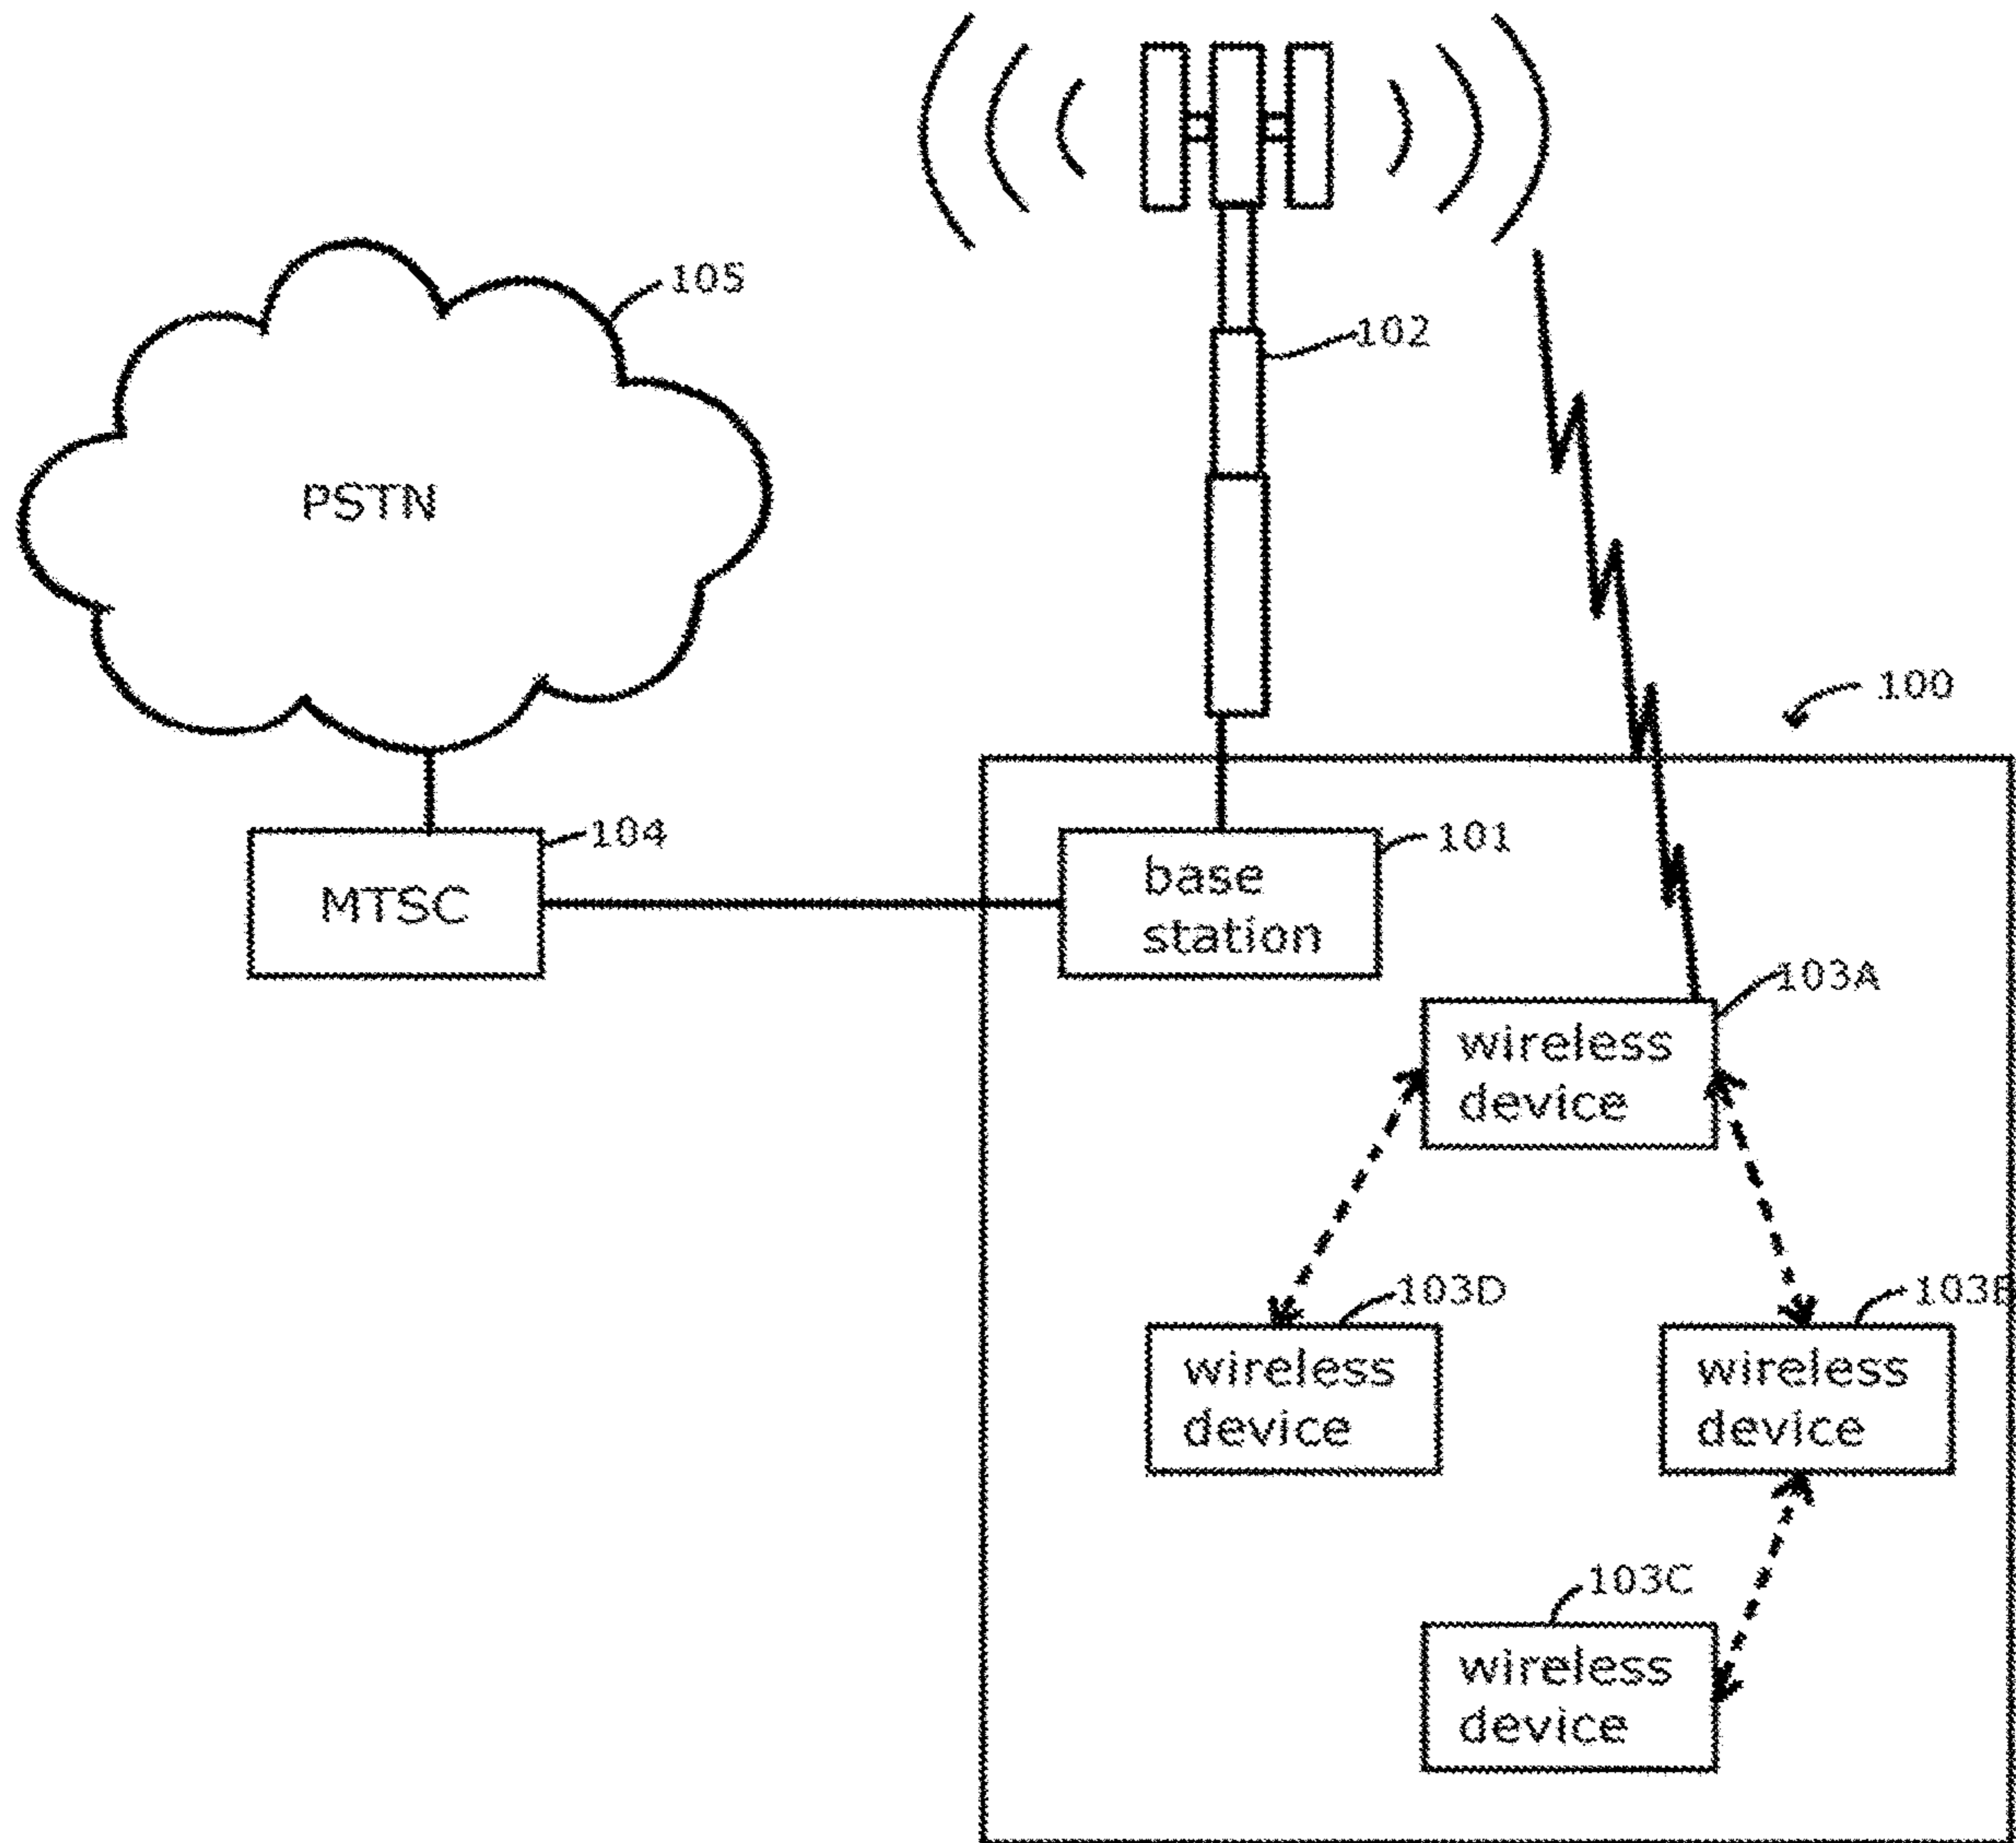 105
102
PSTN
100
104
101
MTSC
base
station
103A
wireless
device
103D
103B
wireless
device
wireless
device
103C
wireless
device